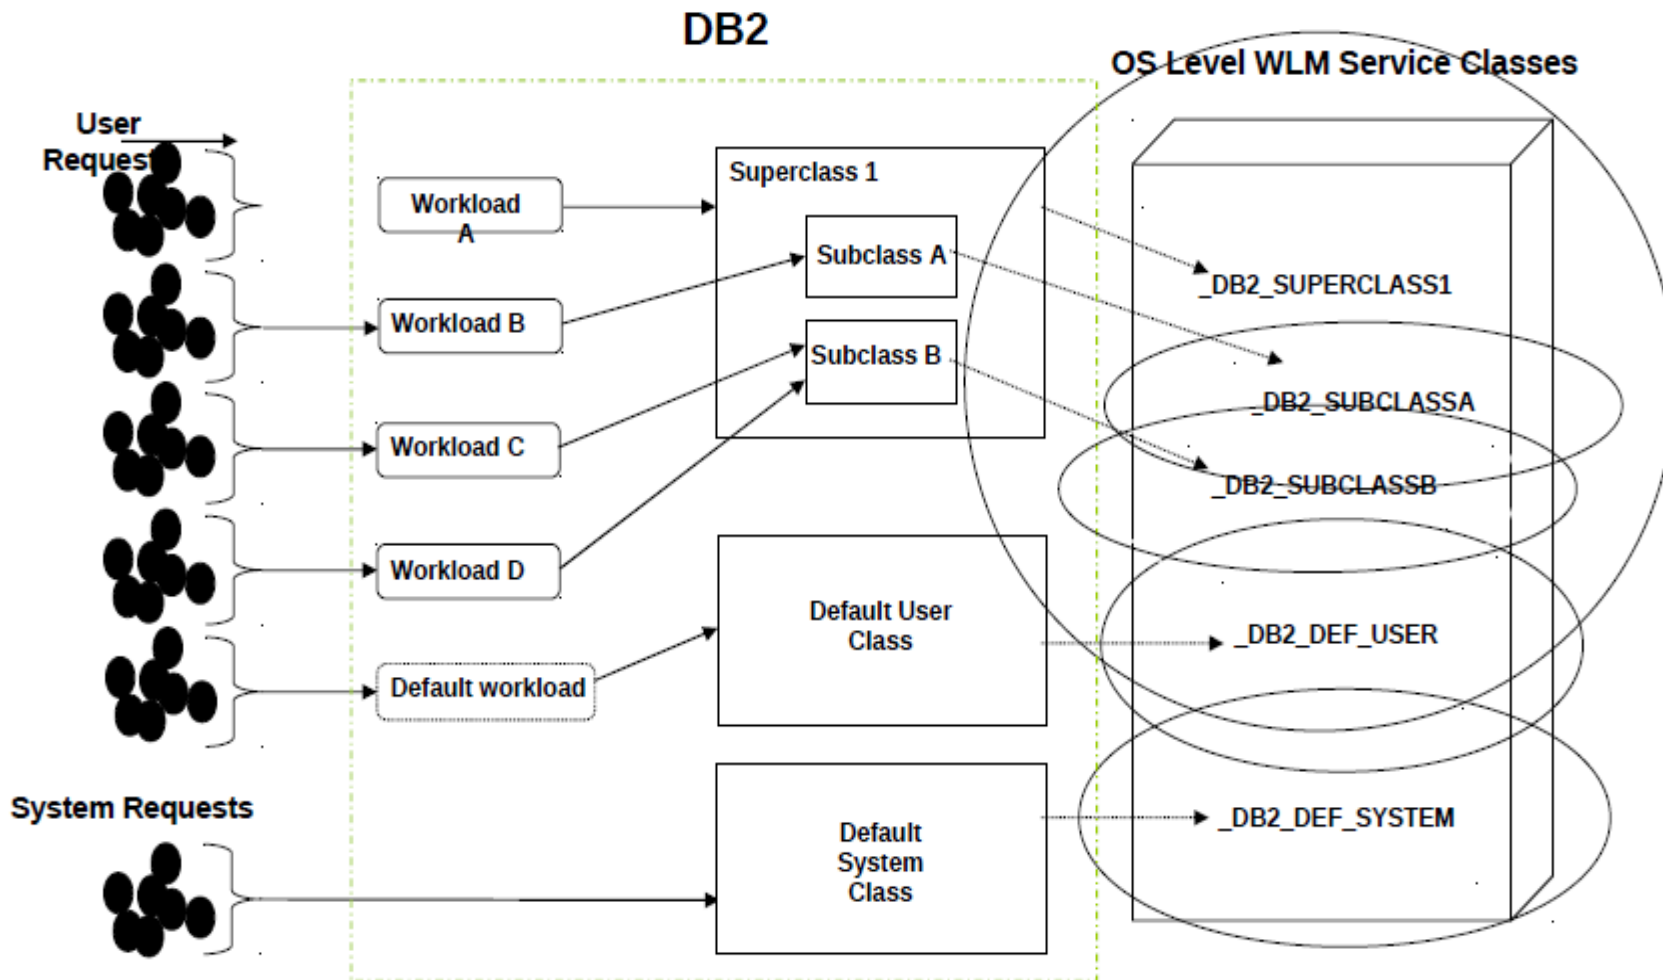 DB2
OS Level WLM Service Classes
User
Request
Workload
A
Workload B
Workload C
Workload D
Default workload
Superclass 1
Subclass A
Subclass B
Default User
Class
System Requests
Default
System
Class
_DB2_SUPERCLASS1
_DB2_SUBCLASSA
_DB2_SUBCLASSB
_DB2_DEF_USER
_DB2_DEF_SYSTEM